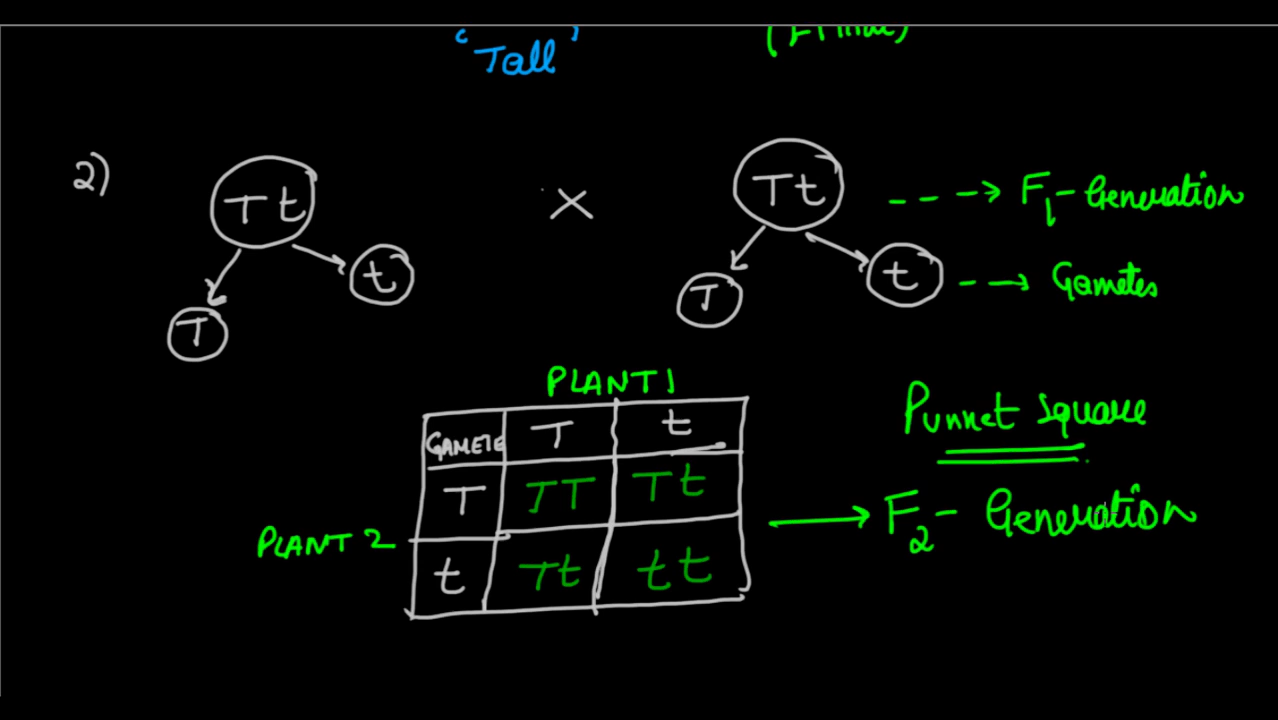 'Tall'
2) Tt × Tt ---> F1-Generation
T t T t --> Gametes
PLANT 1
GAMETE T t
T TT Tt
PLANT 2
t Tt tt
Punnet Square
→ F2- Generation